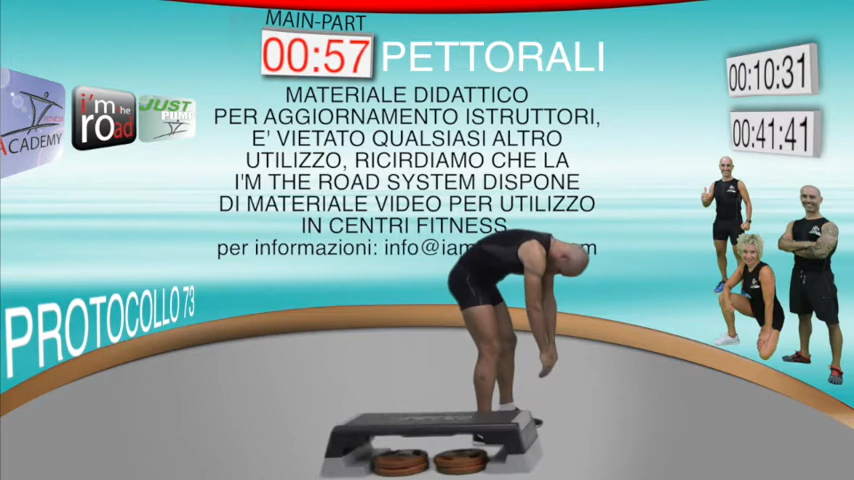 MAIN-PART
00:57 PETTORALI
MATERIALE DIDATTICO
PER AGGIORNAMENTO ISTRUTTORI,
E' VIETATO QUALSIASI ALTRO
UTILIZZO, RICIRDIAMO CHE LA
I'M THE ROAD SYSTEM DISPONE
DI MATERIALE VIDEO PER UTILIZZO
IN CENTRI FITNESS
per informazioni:
00:10:31
00:41:41
FITNESS
ACADEMY
i'm the
road
JUST
PUMP
PROTOCOLLO 73